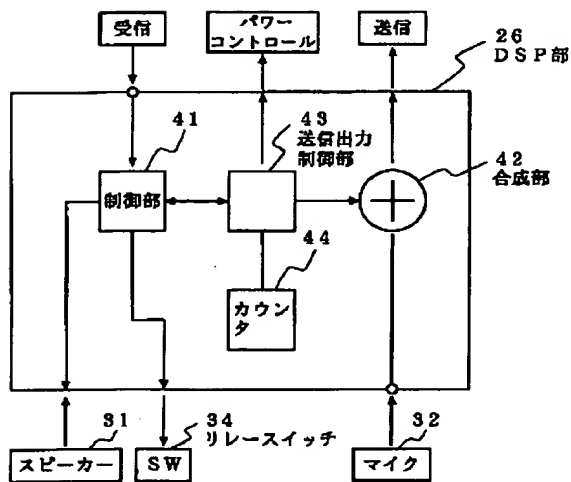 受信
パワー
コントロール
送信
26
DSP部
41
43
送信出力
制御部
42
合成部
制御部
44
カウン
タ
31
34
リレースイッチ
32
スピーカー
SW
マイク